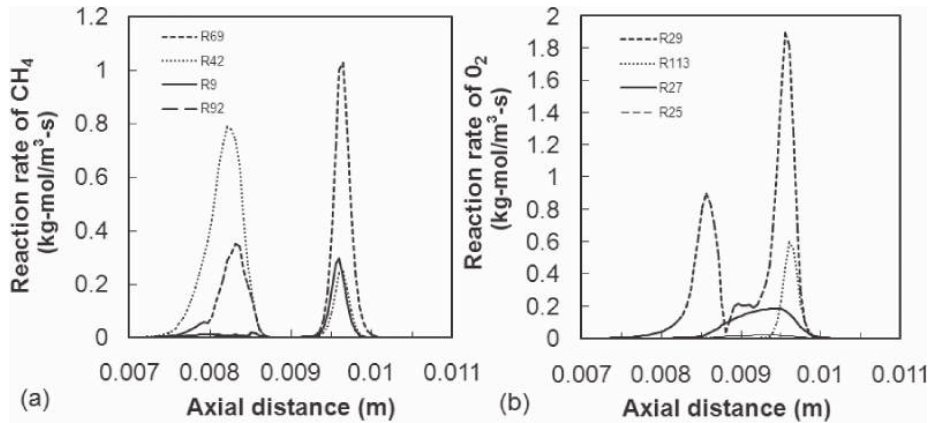 Reaction rate of CH4
(kg-mol/m³-s)
1.2
1
0.8
0.6
0.4
0.2
0
R69
R42
R9
R92
0.007
0.008
0.009
0.01
0.011
(a)
Axial distance (m)
Reaction rate of 02
(kg-mol/m³-s)
2
1.8
1.6
1.4
1.2
1
0.8
0.6
0.4
0.2
0
R29
R113
R27
R25
0.007
0.008
0.009
0.01
0.011
(b)
Axial distance (m)